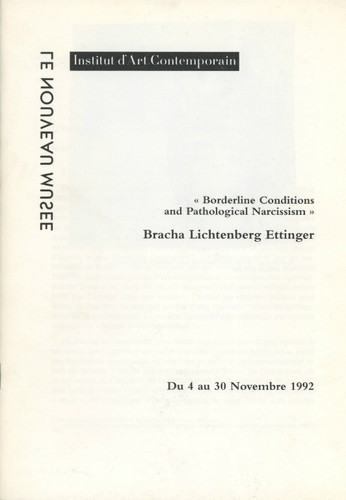 LE NOUVEAU MUSEE
Institut d'Art Contemporain
« Borderline Conditions
and Pathological Narcissism »
Bracha Lichtenberg Ettinger
Du 4 au 30 Novembre 1992